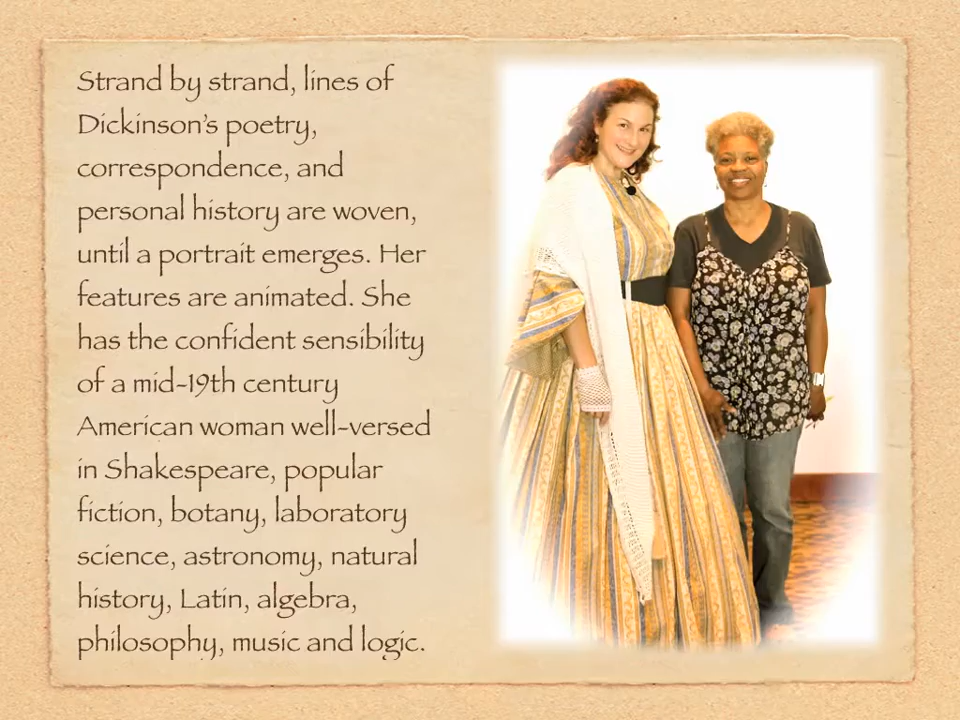 Strand by strand, lines of
Dickinson's poetry,
correspondence, and
personal history are woven,
until a portrait emerges. Her
features are animated. She
has the confident sensibility
of a mid-19th century
American woman well-versed
in Shakespeare, popular
fiction, botany, laboratory
science, astronomy, natural
history, Latin, algebra,
philosophy, music and logic.